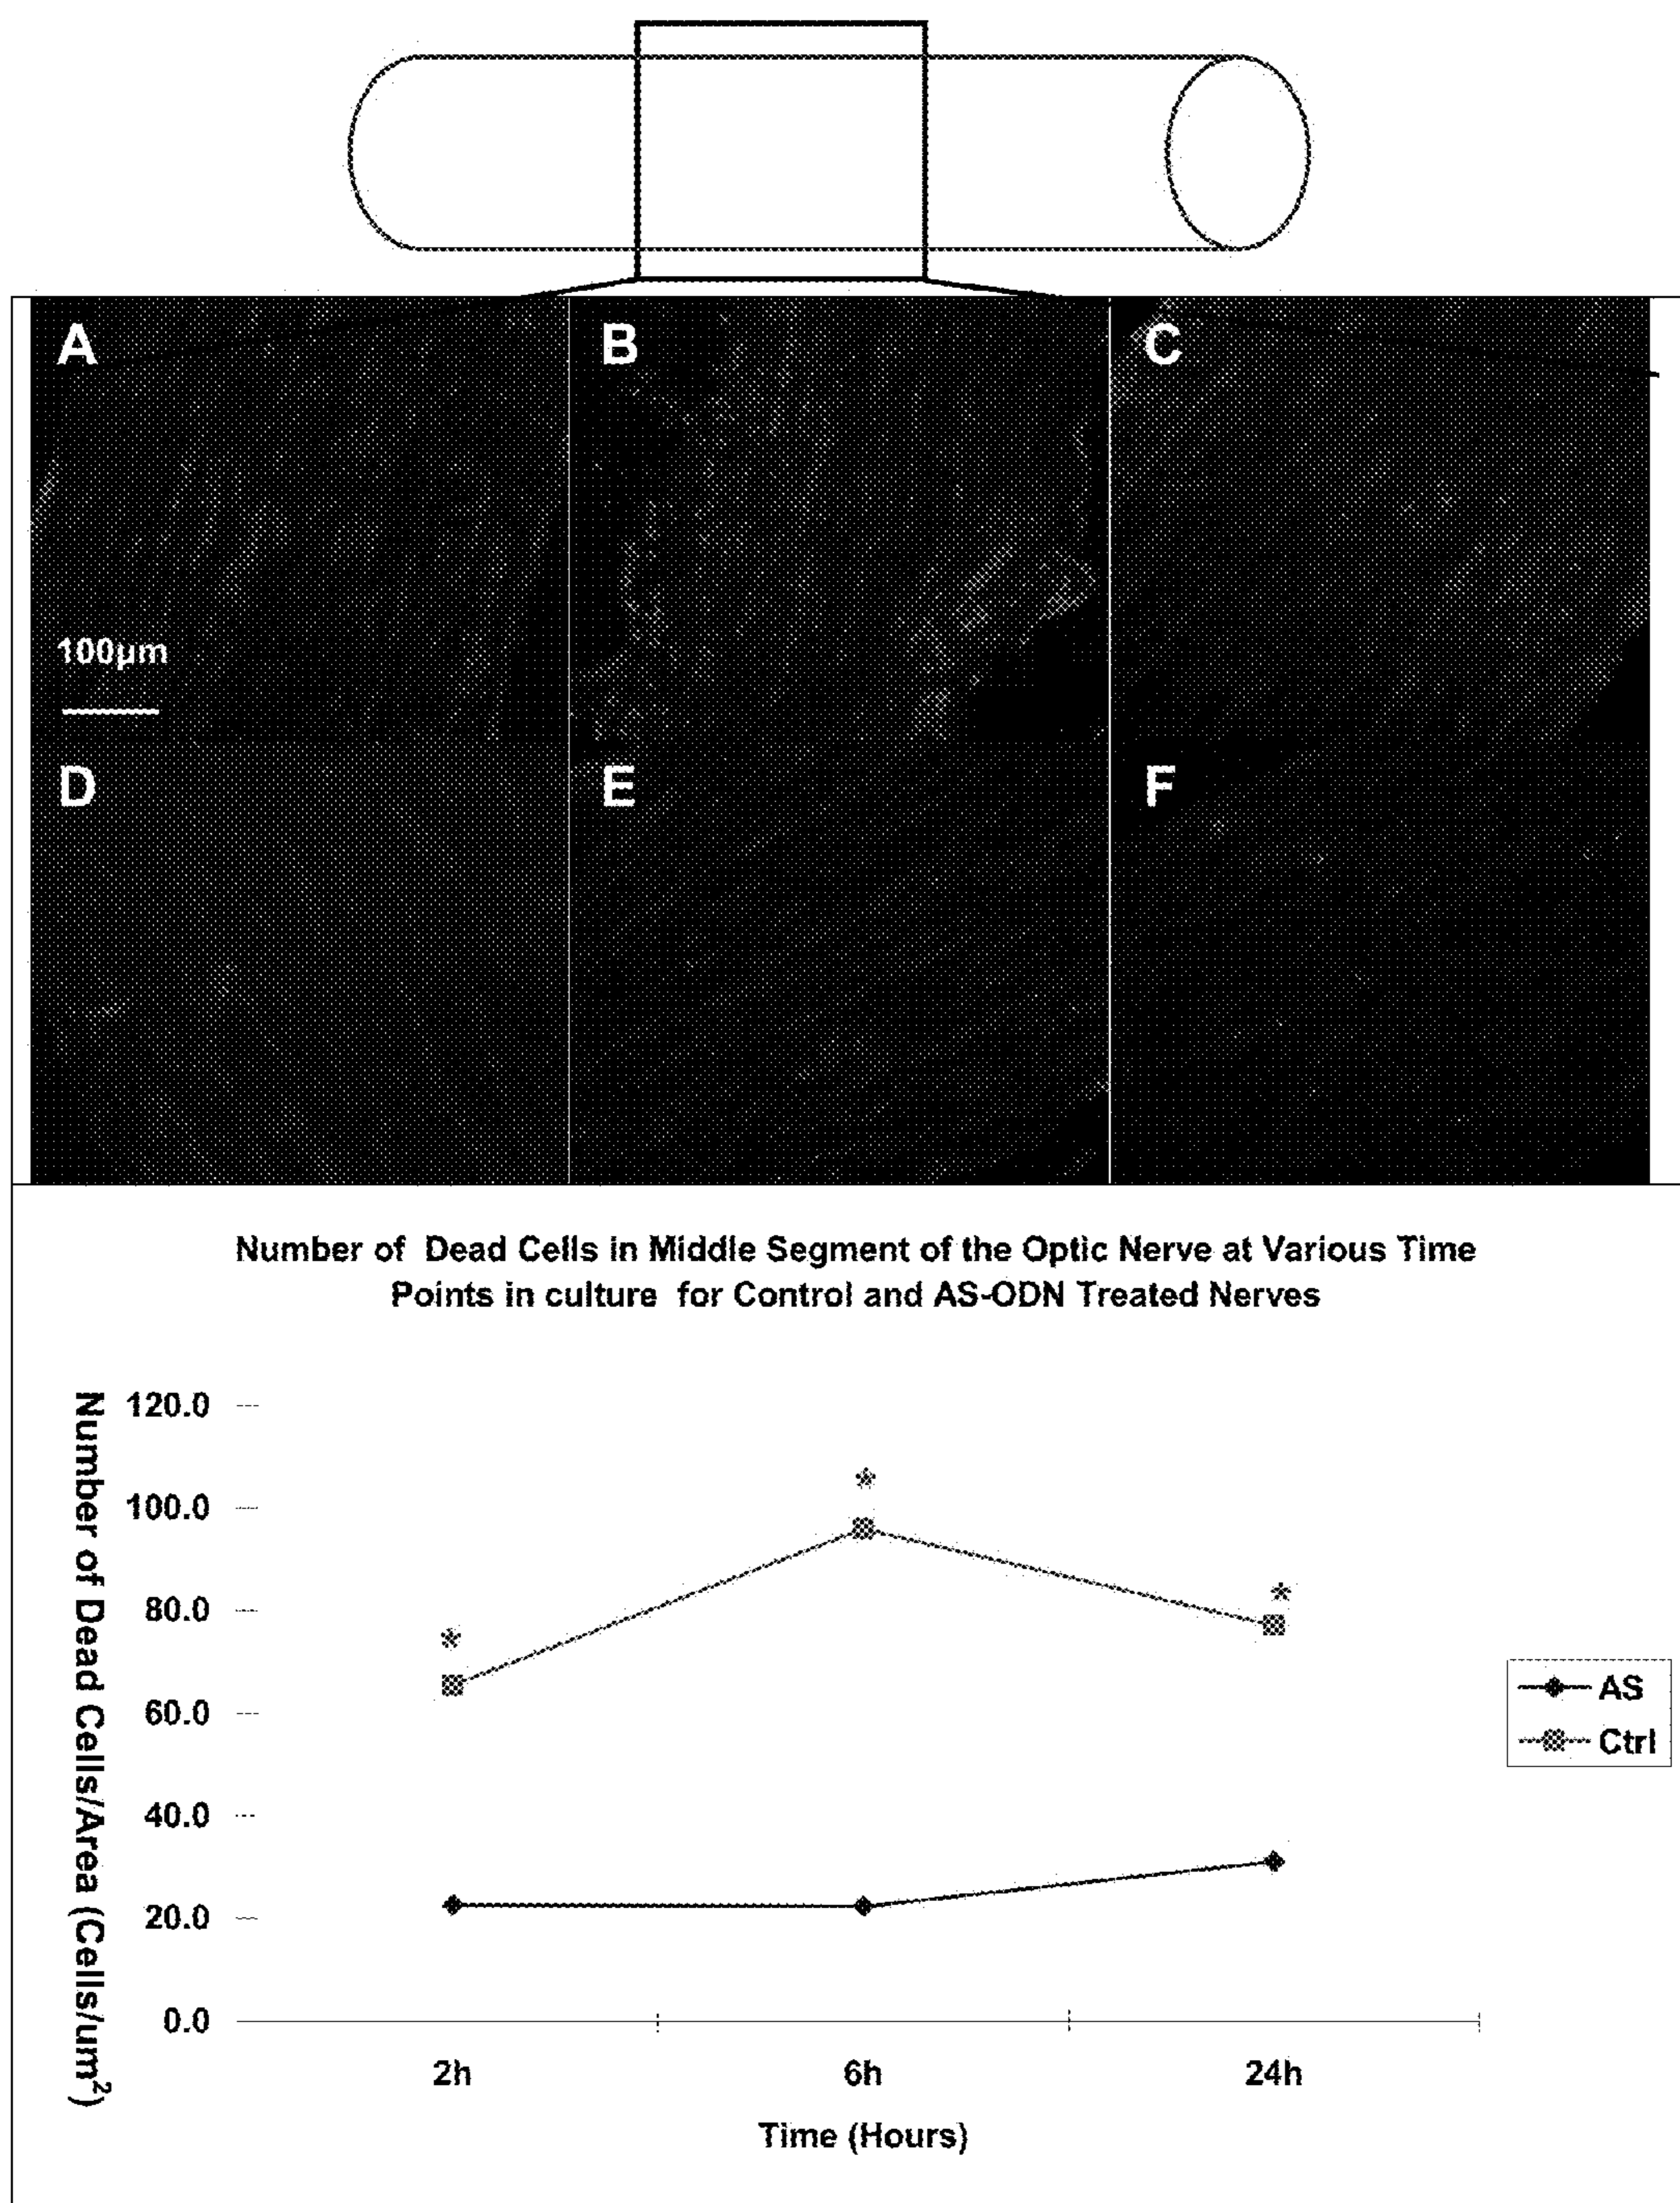 A
B
C
100µm
D
E
F
Number of Dead Cells in Middle Segment of the Optic Nerve at Various Time
Points in culture for Control and AS-ODN Treated Nerves
Number of Dead Cells/Area (Cells/um²)
120.0
100.0
80.0
60.0
40.0
20.0
0.0
*
*
*
2h
6h
24h
Time (Hours)
AS
Ctrl